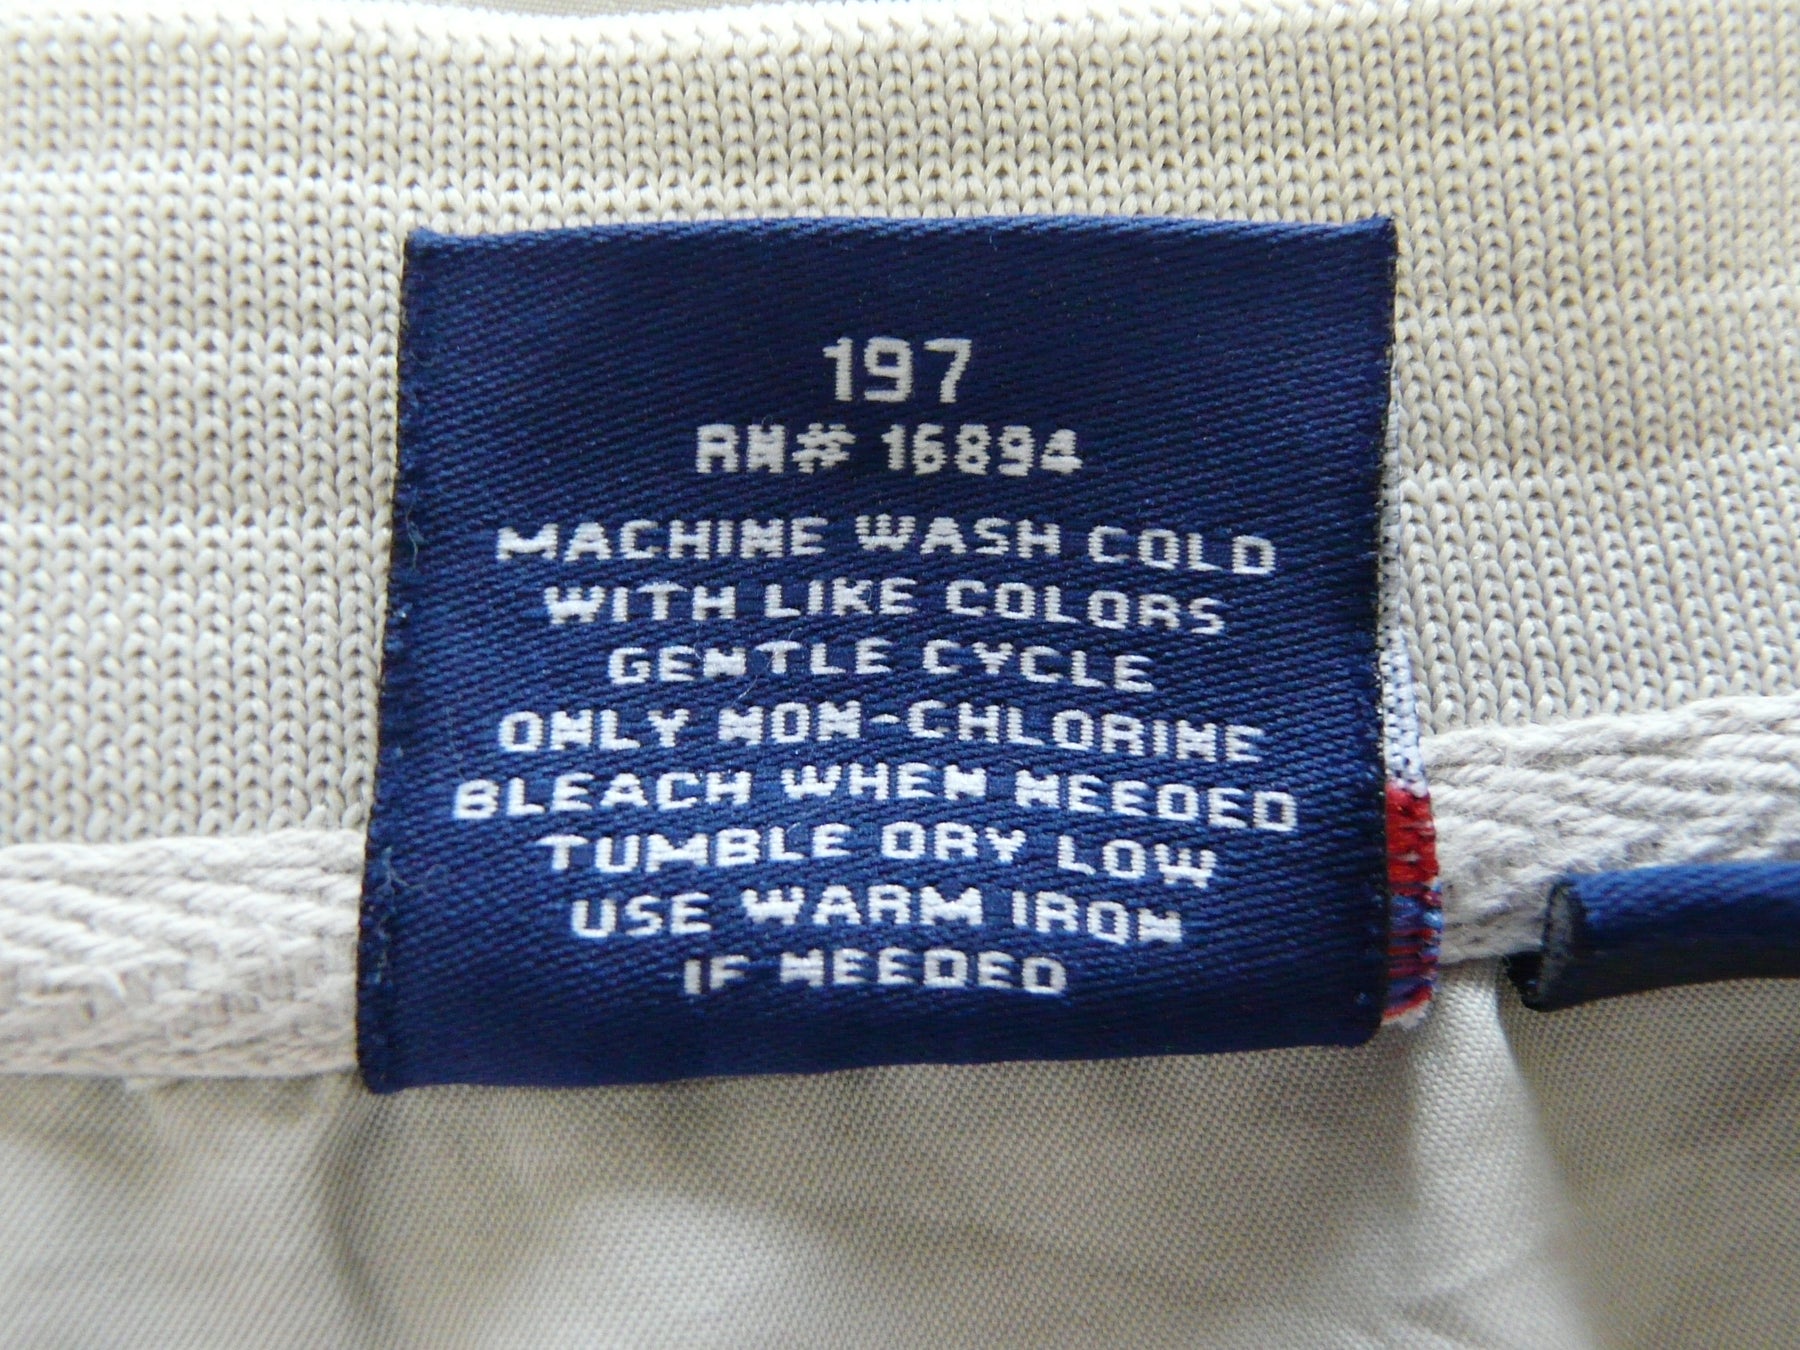 197
RN# 16894
MACHINE WASH COLD
WITH LIKE COLORS
GENTLE CYCLE
ONLY NON-CHLORINE
BLEACH WHEN NEEDED
TUMBLE DRY LOW
USE WARM IRON
IF NEEDED